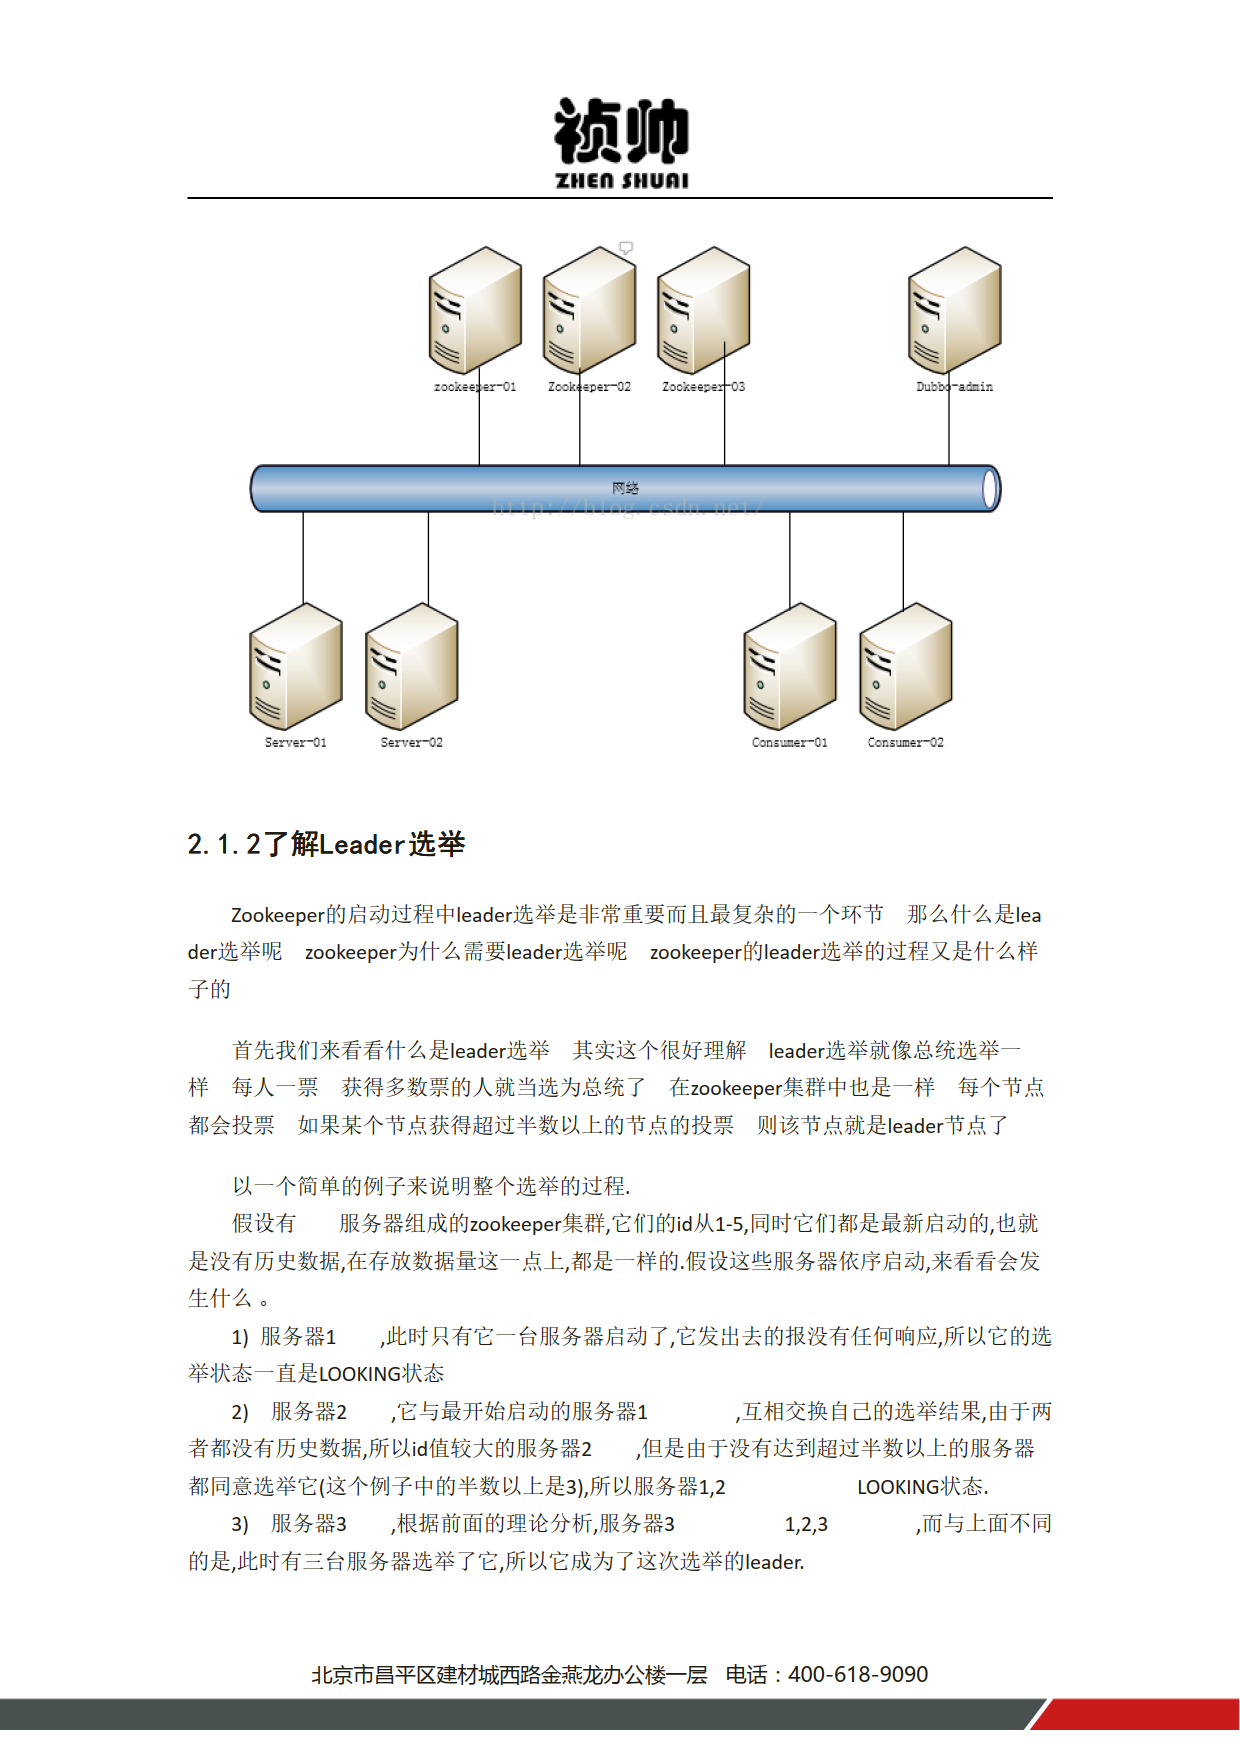 祯帅
ZHEN SHUAI
zookeeper-01
Zookeeper-02
Zookeeper-03
Dubbo-admin
网络
http://blog.csdn.net/
Server-01
Server-02
Consumer-01
Consumer-02
2.1.2了解Leader选举
Zookeeper的启动过程中leader选举是非常重要而且最复杂的一个环节 那么什么是lea
der选举呢 zookeeper为什么需要leader选举呢 zookeeper的leader选举的过程又是什么样
子的
首先我们来看看什么是leader选举 其实这个很好理解 leader选举就像总统选举一
样 每人一票 获得多数票的人就当选为总统了 在zookeeper集群中也是一样 每个节点
都会投票 如果某个节点获得超过半数以上的节点的投票 则该节点就是leader节点了
以一个简单的例子来说明整个选举的过程.
假设有 服务器组成的zookeeper集群,它们的id从1-5,同时它们都是最新启动的,也就
是没有历史数据,在存放数据量这一点上,都是一样的.假设这些服务器依序启动,来看看会发
生什么 。
1) 服务器1 ,此时只有它一台服务器启动了,它发出去的报没有任何响应,所以它的选
举状态一直是LOOKING状态
2) 服务器2 ,它与最开始启动的服务器1 ,互相交换自己的选举结果,由于两
者都没有历史数据,所以id值较大的服务器2 ,但是由于没有达到超过半数以上的服务器
都同意选举它(这个例子中的半数以上是3),所以服务器1,2 LOOKING状态.
3) 服务器3 ,根据前面的理论分析,服务器3 1,2,3 ,而与上面不同
的是,此时有三台服务器选举了它,所以它成为了这次选举的leader.
北京市昌平区建材城西路金燕龙办公楼一层 电话：400-618-9090